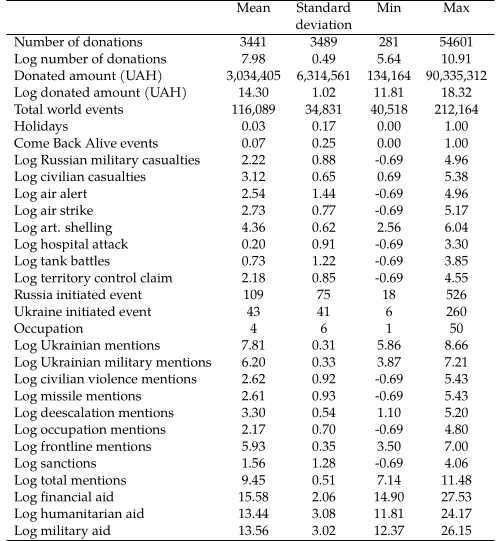 Mean Standard deviation Min Max
Number of donations 3441 3489 281 54601
Log number of donations 7.98 0.49 5.64 10.91
Donated amount (UAH) 3,034,405 6,314,561 134,164 90,335,312
Log donated amount (UAH) 14.30 1.02 11.81 18.32
Total world events 116,089 34,831 40,518 212,164
Holidays 0.03 0.17 0.00 1.00
Come Back Alive events 0.07 0.25 0.00 1.00
Log Russian military casualties 2.22 0.88 -0.69 4.96
Log civilian casualties 3.12 0.65 0.69 5.38
Log air alert 2.54 1.44 -0.69 4.96
Log air strike 2.73 0.77 -0.69 5.17
Log art. shelling 4.36 0.62 2.56 6.04
Log hospital attack 0.20 0.91 -0.69 3.30
Log tank battles 0.73 1.22 -0.69 3.85
Log territory control claim 2.18 0.85 -0.69 4.55
Russia initiated event 109 75 18 526
Ukraine initiated event 43 41 6 260
Occupation 4 6 1 50
Log Ukrainian mentions 7.81 0.31 5.86 8.66
Log Ukrainian military mentions 6.20 0.33 3.87 7.21
Log civilian violence mentions 2.62 0.92 -0.69 5.43
Log missile mentions 2.61 0.93 -0.69 5.43
Log deescalation mentions 3.30 0.54 1.10 5.20
Log occupation mentions 2.17 0.70 -0.69 4.80
Log frontline mentions 5.93 0.35 3.50 7.00
Log sanctions 1.56 1.28 -0.69 4.06
Log total mentions 9.45 0.51 7.14 11.48
Log financial aid 15.58 2.06 14.90 27.53
Log humanitarian aid 13.44 3.08 11.81 24.17
Log military aid 13.56 3.02 12.37 26.15